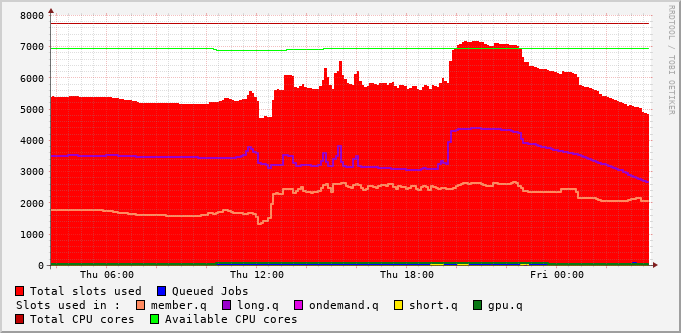 8000
7000
6000
5000
4000
3000
2000
1000
0
Thu 06:00 Thu 12:00 Thu 18:00 Fri 00:00
Total slots used Queued Jobs
Slots used in : member.q long.q ondemand.q short.q gpu.q
Total CPU cores Available CPU cores
RRDTOOL / TOBI OETIKER